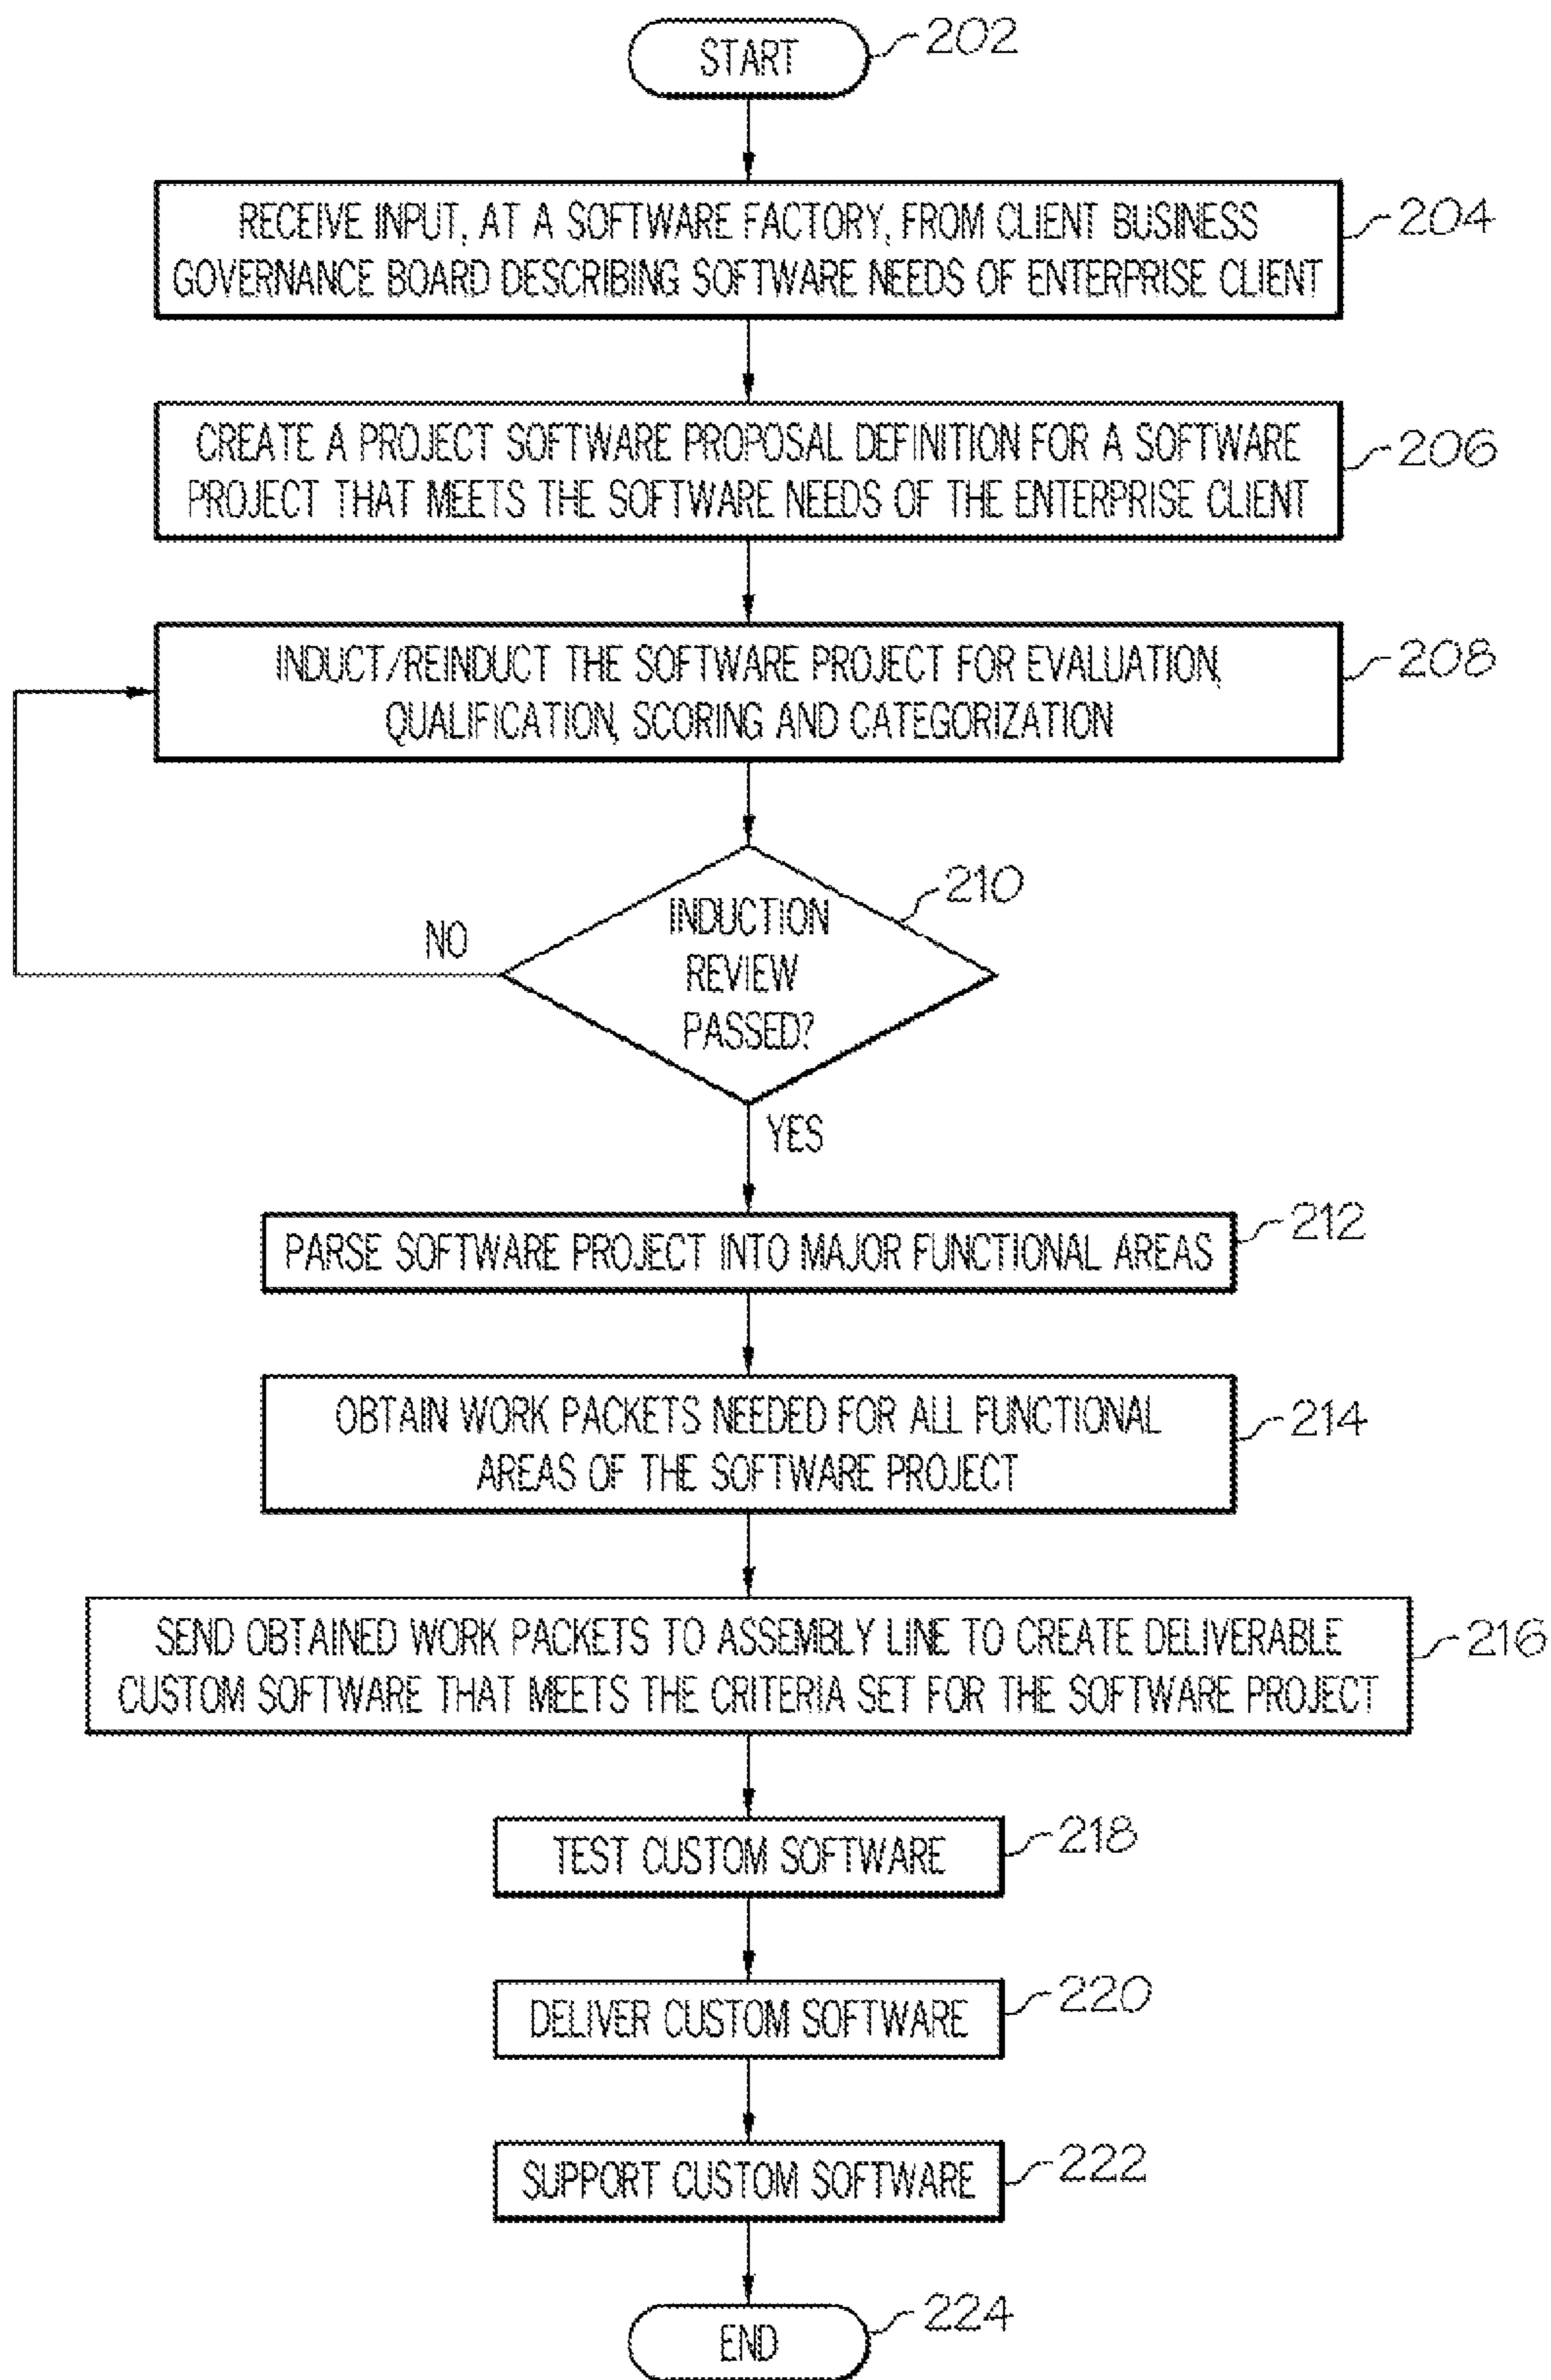 START
202
RECEIVE INPUT, AT A SOFTWARE FACTORY, FROM CLIENT BUSINESS
GOVERNANCE BOARD DESCRIBING SOFTWARE NEEDS OF ENTERPRISE CLIENT
204
CREATE A PROJECT SOFTWARE PROPOSAL DEFINITION FOR A SOFTWARE
PROJECT THAT MEETS THE SOFTWARE NEEDS OF THE ENTERPRISE CLIENT
206
INDUCT/REINDUCT THE SOFTWARE PROJECT FOR EVALUATION,
QUALIFICATION, SCORING AND CATEGORIZATION
208
INDUCTION
REVIEW
PASSED?
210
NO
YES
PARSE SOFTWARE PROJECT INTO MAJOR FUNCTIONAL AREAS
212
OBTAIN WORK PACKETS NEEDED FOR ALL FUNCTIONAL
AREAS OF THE SOFTWARE PROJECT
214
SEND OBTAINED WORK PACKETS TO ASSEMBLY LINE TO CREATE DELIVERABLE
CUSTOM SOFTWARE THAT MEETS THE CRITERIA SET FOR THE SOFTWARE PROJECT
216
TEST CUSTOM SOFTWARE
218
DELIVER CUSTOM SOFTWARE
220
SUPPORT CUSTOM SOFTWARE
222
END
224